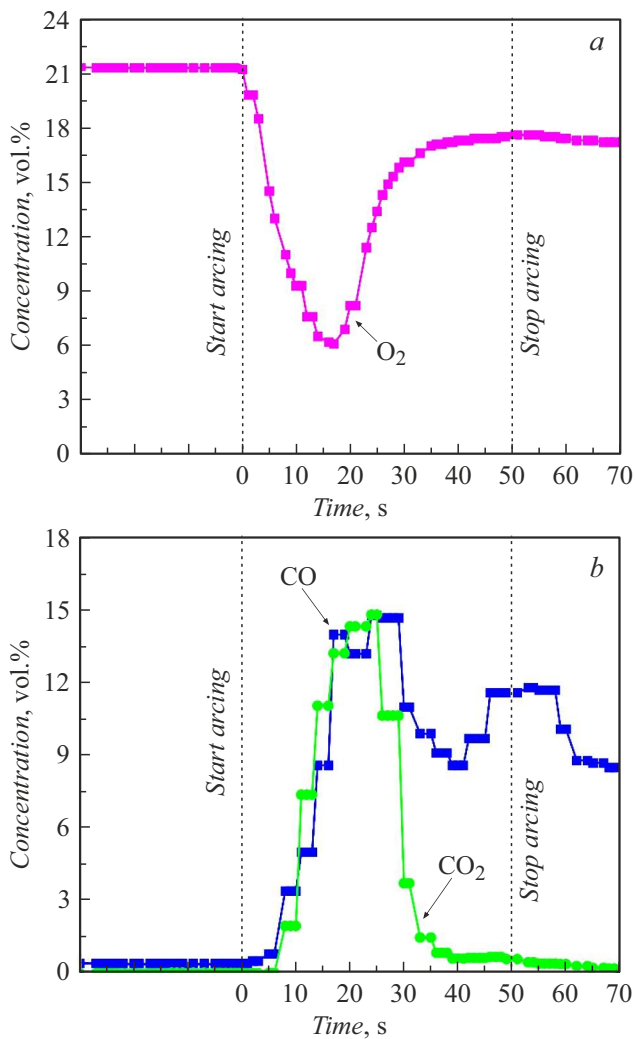 24
a
21
18
15
12
9
6
3
0
Concentration, vol.%
Start arcing
Stop arcing
O₂
0 10 20 30 40 50 60 70
Time, s
18
b
CO
15
12
9
6
3
0
Concentration, vol.%
Start arcing
Stop arcing
CO₂
0 10 20 30 40 50 60 70
Time, s